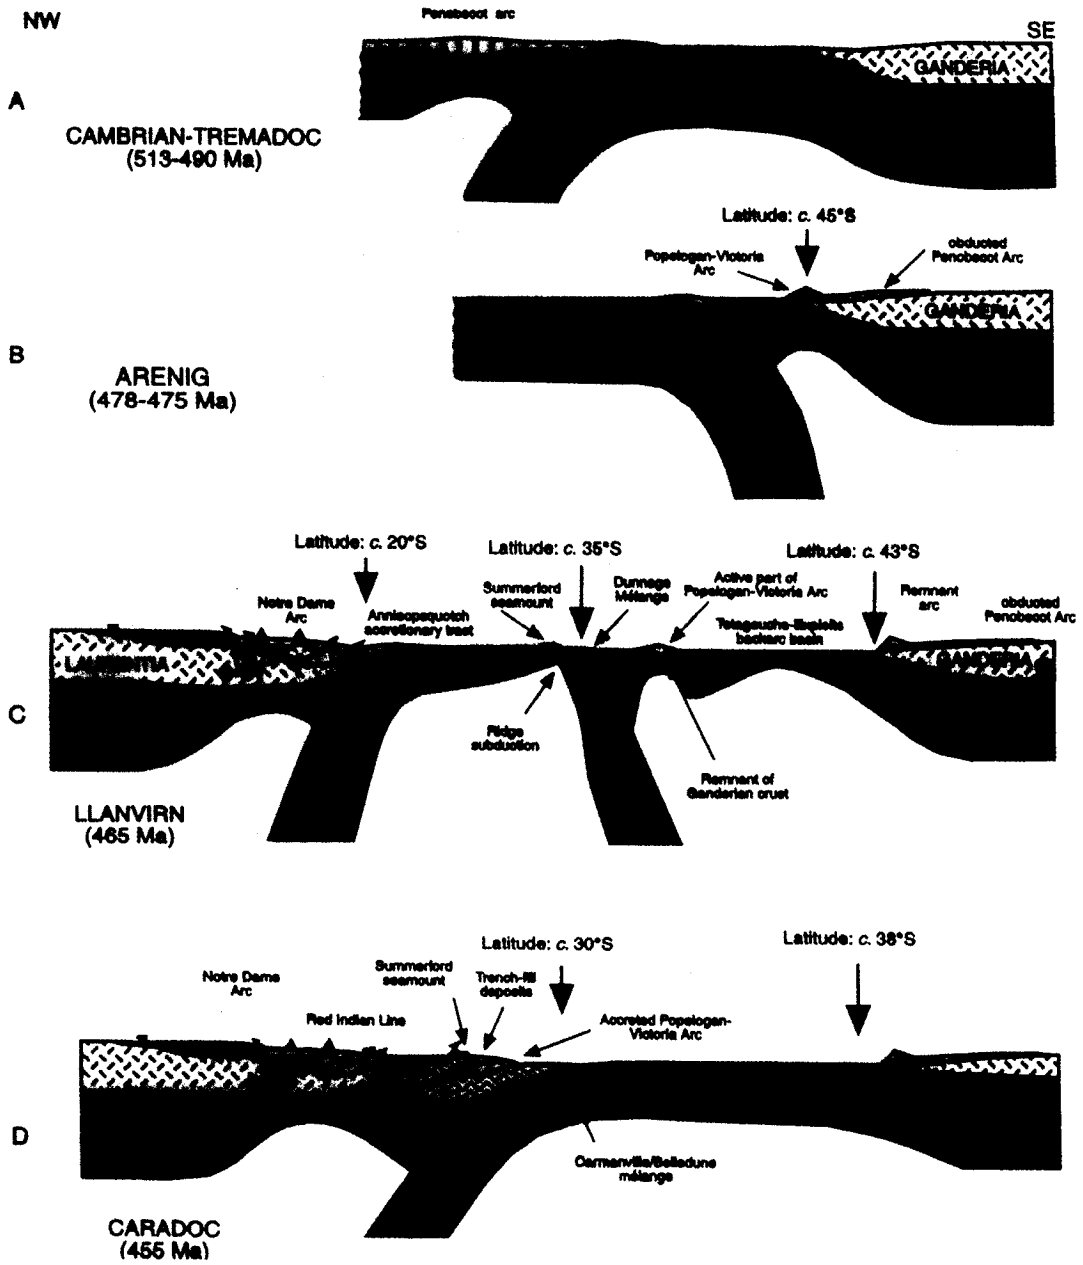 NW
Penobscot arc
SE
GANDERIA
A
CAMBRIAN-TREMADOC
(513-490 Ma)
Latitude: c. 45°S
Popelogan-Victoria
Arc
obducted
Penobscot Arc
GANDERIA
B
ARENIG
(478-475 Ma)
Latitude: c. 20°S
Latitude: c. 35°S
Latitude: c. 43°S
Notre Dame
Arc
Annieopsquotch
accretionary tract
Summerford
seamount
Dunnage
Mélange
Active part of
Popelogan-Victoria Arc
Tetagouche-Exploits
backarc basin
Remnant
arc
obducted
Penobscot Arc
LAURENTIA
GANDERIA
C
Ridge
subduction
Remnant of
Ganderian crust
LLANVIRN
(465 Ma)
Latitude: c. 30°S
Latitude: c. 38°S
Notre Dame
Arc
Summerford
seamount
Trench-fill
deposits
Red Indian Line
Accreted Popelogan-
Victoria Arc
D
Carmanville/Belledune
mélange
CARADOC
(455 Ma)